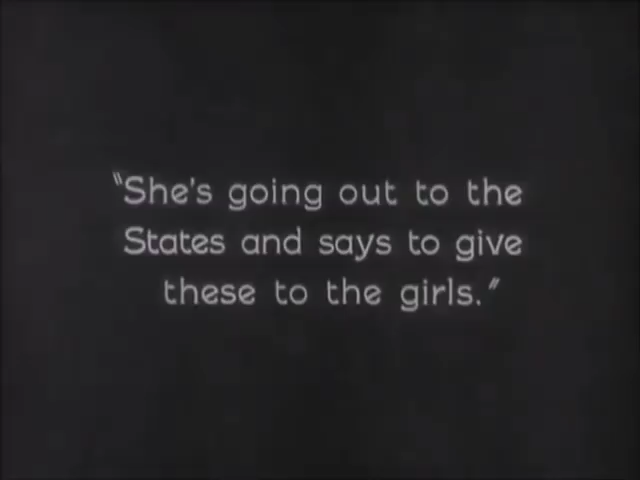 "She's going out to the
States and says to give
these to the girls."